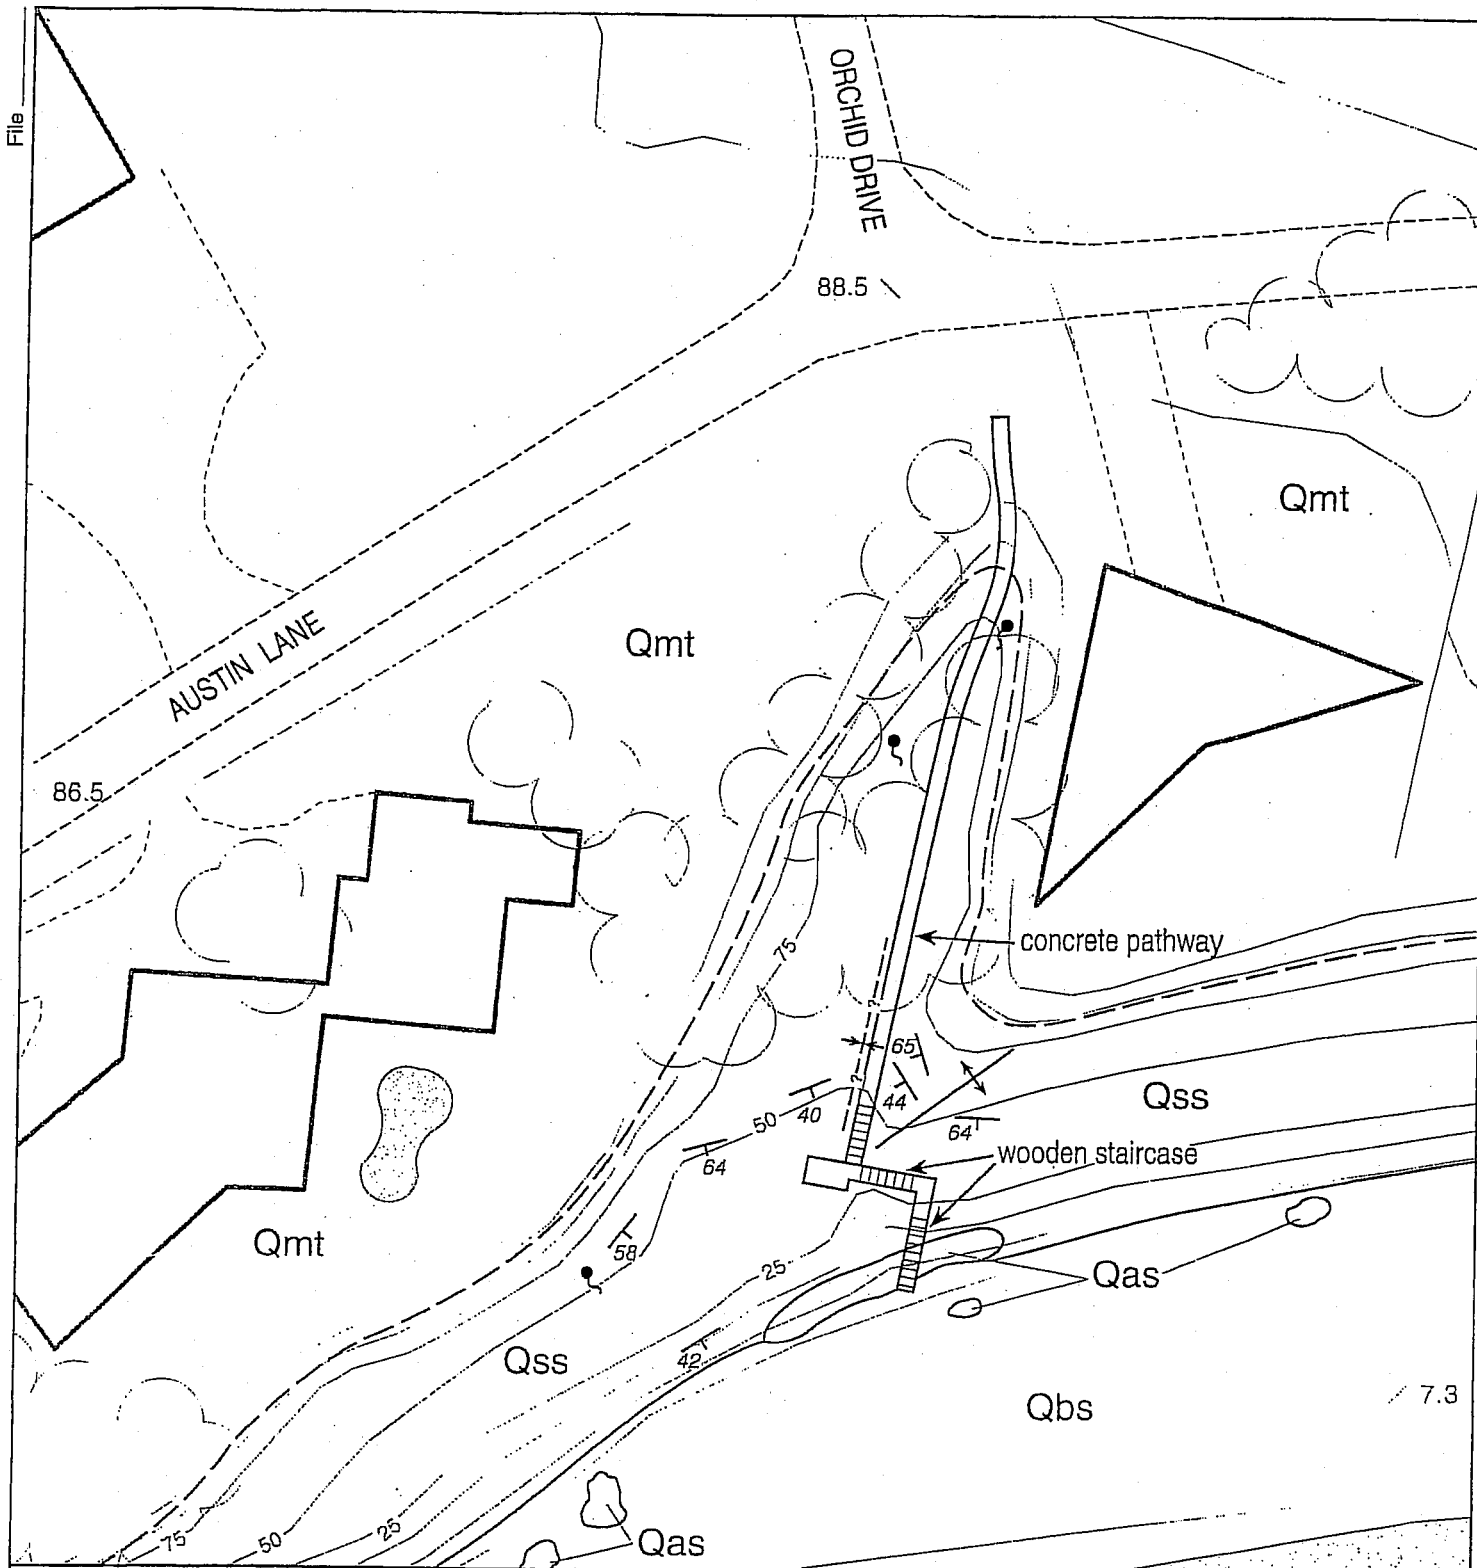 File
ORCHID DRIVE
88.5
Qmt
AUSTIN LANE
Qmt
86.5
75
concrete pathway
?
65
?
44
40
50
Qss
64
64
wooden staircase
Qmt
58
25
Qas
Qss
42
Qbs
7.3
75
50
25
Qas